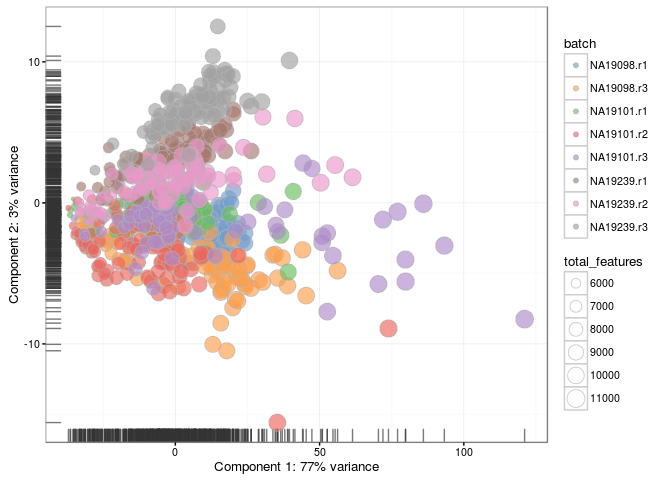 10
0
-10
0
50
100
Component 1: 77% variance
Component 2: 3% variance
batch
NA19098.r1
NA19098.r3
NA19101.r1
NA19101.r2
NA19101.r3
NA19239.r1
NA19239.r2
NA19239.r3
total_features
6000
7000
8000
9000
10000
11000